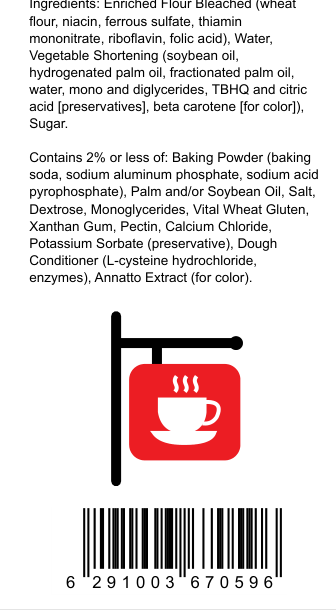 Ingredients: Enriched Flour Bleached (wheat
flour, niacin, ferrous sulfate, thiamin
mononitrate, riboflavin, folic acid), Water,
Vegetable Shortening (soybean oil,
hydrogenated palm oil, fractionated palm oil,
water, mono and diglycerides, TBHQ and citric
acid [preservatives], beta carotene [for color]),
Sugar.
Contains 2% or less of: Baking Powder (baking
soda, sodium aluminum phosphate, sodium acid
pyrophosphate), Palm and/or Soybean Oil, Salt,
Dextrose, Monoglycerides, Vital Wheat Gluten,
Xanthan Gum, Pectin, Calcium Chloride,
Potassium Sorbate (preservative), Dough
Conditioner (L-cysteine hydrochloride,
enzymes), Annatto Extract (for color).
6 291003 670596